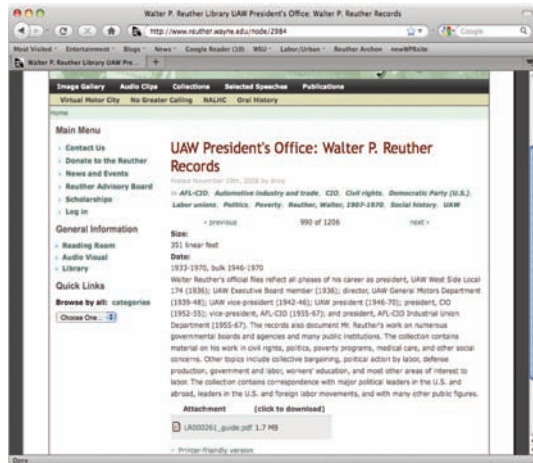 Walter P. Reuther Library UAW President's Office: Walter P. Reuther Records
http://www.reuther.wayne.edu/node/2984
Google
Most Visited Entertainment Blogs News Google Reader (10) WSU Labor/Urban Reuther Archon newWPRsite
Walter P. Reuther Library UAW Pre...
Image Gallery Audio Clips Collections Selected Speeches Publications
Virtual Motor City No Greater Calling NALHC Oral History
Home
Main Menu
Contact Us
Donate to the Reuther
News and Events
Reuther Advisory Board
Scholarships
Log in
General Information
Reading Room
Audio Visual
Library
Quick Links
Browse by all: categories
Choose One...
UAW President's Office: Walter P. Reuther
Records
Posted November 19th, 2008 by
in AFL-CIO, Automotive industry and trade, CIO, Civil rights, Democratic Party (U.S.),
Labor unions, Politics, Poverty, Reuther, Walter, 1907-1970, Social history, UAW
‹ previous 990 of 1206 next ›
Size:
351 linear feet
Date:
1933-1970, bulk 1946-1970
Walter Reuther's official files reflect all phases of his career as president, UAW West Side Local
174 (1936); UAW Executive Board member (1936); director, UAW General Motors Department
(1939-48); UAW vice-president (1942-46); UAW president (1946-70); president, CIO
(1952-55); vice-president, AFL-CIO (1955-67); and president, AFL-CIO Industrial Union
Department (1955-67). The records also document Mr. Reuther's work on numerous
governmental boards and agencies and many public institutions. The collection contains
material on his work in civil rights, politics, poverty programs, medical care, and other social
concerns. Other topics include collective bargaining, political action by labor, defense
production, government and labor, workers' education, and most other areas of interest to
labor. The collection contains correspondence with major political leaders in the U.S. and
abroad, leaders in the U.S. and foreign labor movements, and with many other public figures.
Attachment (click to download)
LR000261_guide.pdf 1.7 MB
Printer-friendly version
Done